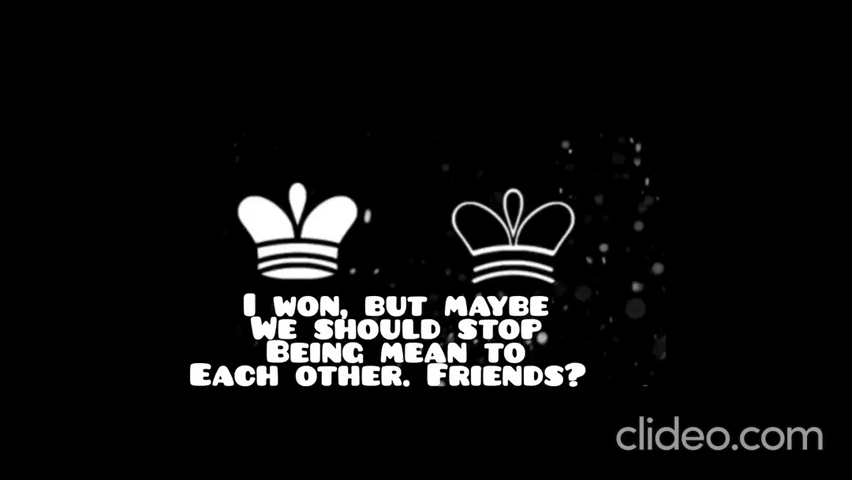 I won, but maybe
We should stop
Being mean to
Each other. Friends?
clideo.com